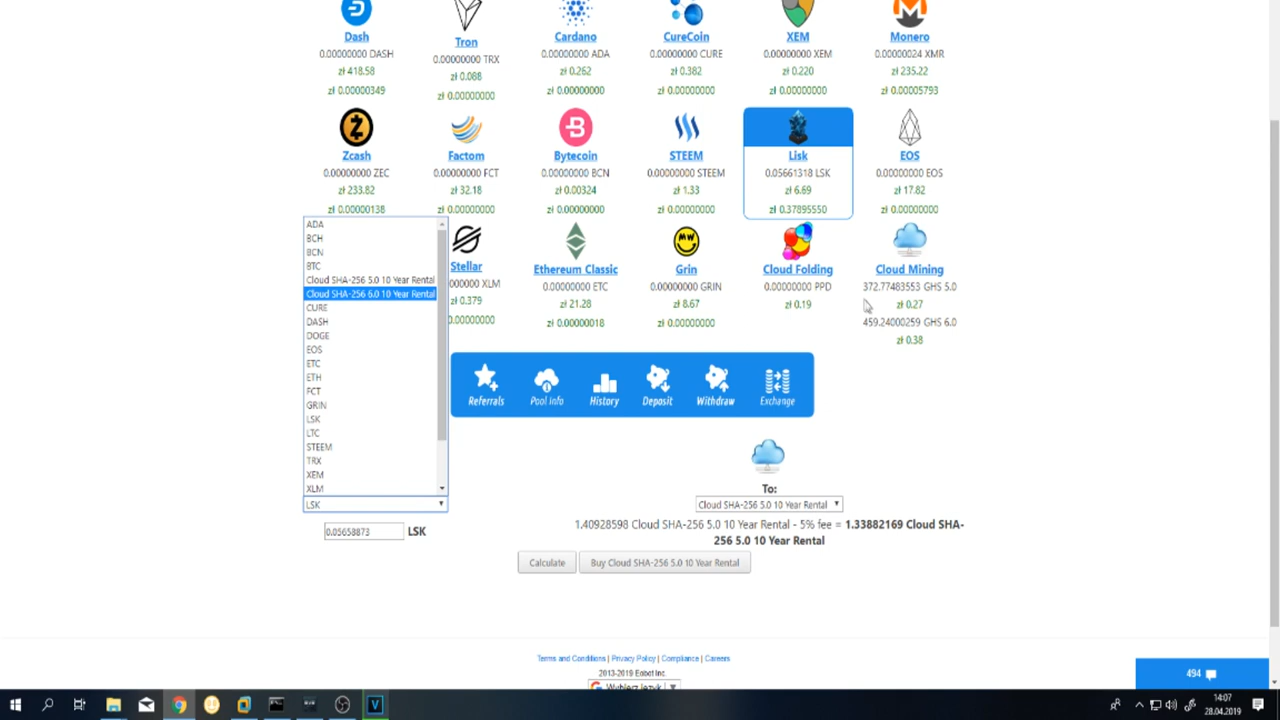 Dash Tron Cardano CureCoin XEM Monero
0.00000000 DASH 0.00000000 TRX 0.00000000 ADA 0.00000000 CURE 0.00000000 XEM 0.00000024 XMR
zł 418.58 zł 0.088 zł 0.262 zł 0.382 zł 0.220 zł 235.22
zł 0.00000349 zł 0.00000000 zł 0.00000000 zł 0.00000000 zł 0.00000000 zł 0.00005793
Zcash Factom Bytecoin STEEM Lisk EOS
0.00000000 ZEC 0.00000000 FCT 0.00000000 BCN 0.00000000 STEEM 0.05661318 LSK 0.00000000 EOS
zł 233.82 zł 32.18 zł 0.00324 zł 1.33 zł 6.69 zł 17.82
zł 0.00000138 zł 0.00000000 zł 0.00000000 zł 0.00000000 zł 0.37895550 zł 0.00000000
Stellar Ethereum Classic Grin Cloud Folding Cloud Mining
000000 XLM 0.00000000 ETC 0.00000000 GRIN 0.00000000 PPD 372.77483553 GHS 5.0
zł 0.379 zł 21.28 zł 8.67 zł 0.19 zł 0.27
0.00000000 zł 0.00000018 zł 0.00000000 459.24000259 GHS 6.0
zł 0.38
ADA
BCH
BCN
BTC
Cloud SHA-256 5.0 10 Year Rental
Cloud SHA-256 6.0 10 Year Rental
CURE
DASH
DOGE
EOS
ETC
ETH
FCT
GRIN
LSK
LTC
STEEM
TRX
XEM
XLM
LSK
0.05658873 LSK
Referrals Pool Info History Deposit Withdraw Exchange
To:
Cloud SHA-256 5.0 10 Year Rental
1.40928598 Cloud SHA-256 5.0 10 Year Rental - 5% fee = 1.33882169 Cloud SHA-
256 5.0 10 Year Rental
Calculate Buy Cloud SHA-256 5.0 10 Year Rental
Terms and Conditions | Privacy Policy | Compliance | Careers
2013-2019 Eobot Inc.
Wybierz język
494
14:07
28.04.2019